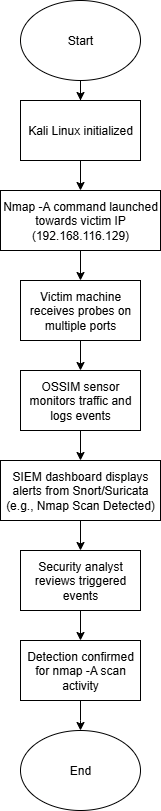 Start
Kali Linux initialized
Nmap -A command launched
towards victim IP
(192.168.116.129)
Victim machine
receives probes on
multiple ports
OSSIM sensor
monitors traffic and
logs events
SIEM dashboard displays
alerts from Snort/Suricata
(e.g., Nmap Scan Detected)
Security analyst
reviews triggered
events
Detection confirmed
for nmap -A scan
activity
End